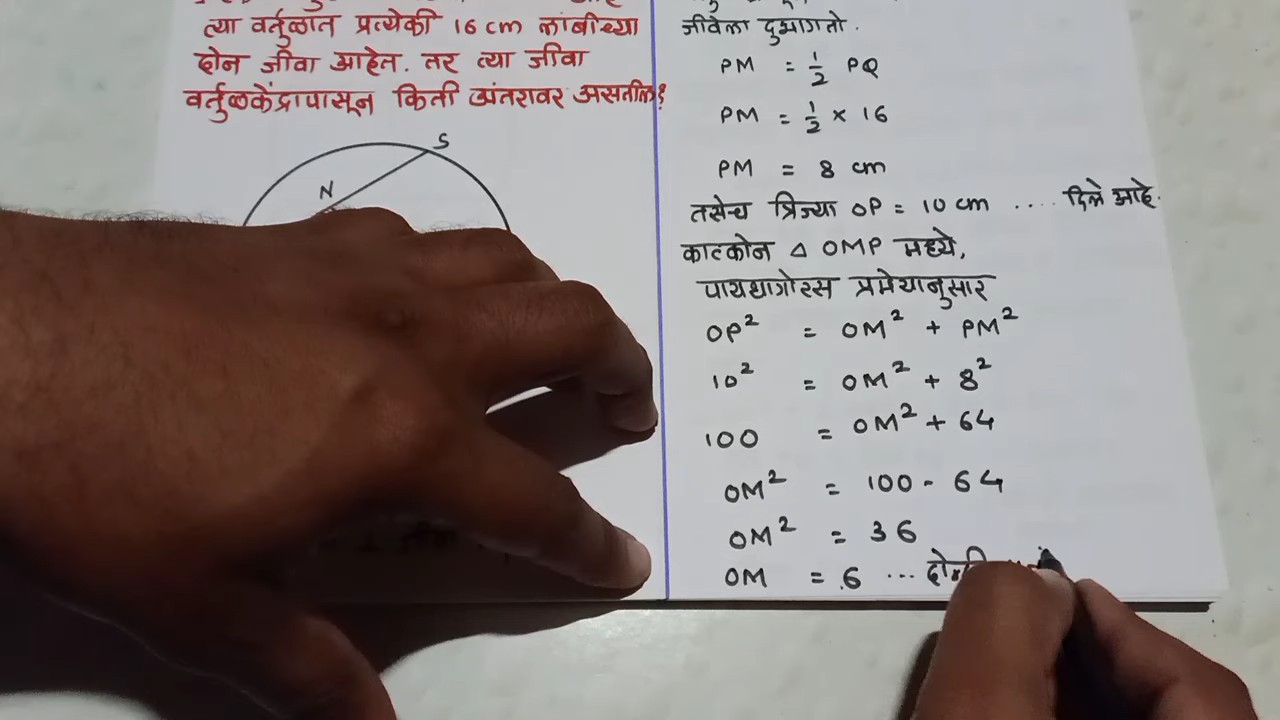 त्या वर्तुळात प्रत्येकी 16 cm लांबीच्या
दोन जीवा आहेत. तर त्या जीवा
वर्तुळकेंद्रापासून किती अंतरावर असतील?
S
N
जीवेला दुभागतो.
PM = 1/2 PQ
PM = 1/2 × 16
PM = 8 cm
तसेच त्रिज्या OP = 10 cm .... दिले आहे.
काटकोन Δ OMP मध्ये,
पायथागोरस प्रमेयानुसार
OP² = OM² + PM²
10² = OM² + 8²
100 = OM² + 64
OM² = 100 - 64
OM² = 36
OM = 6 ...